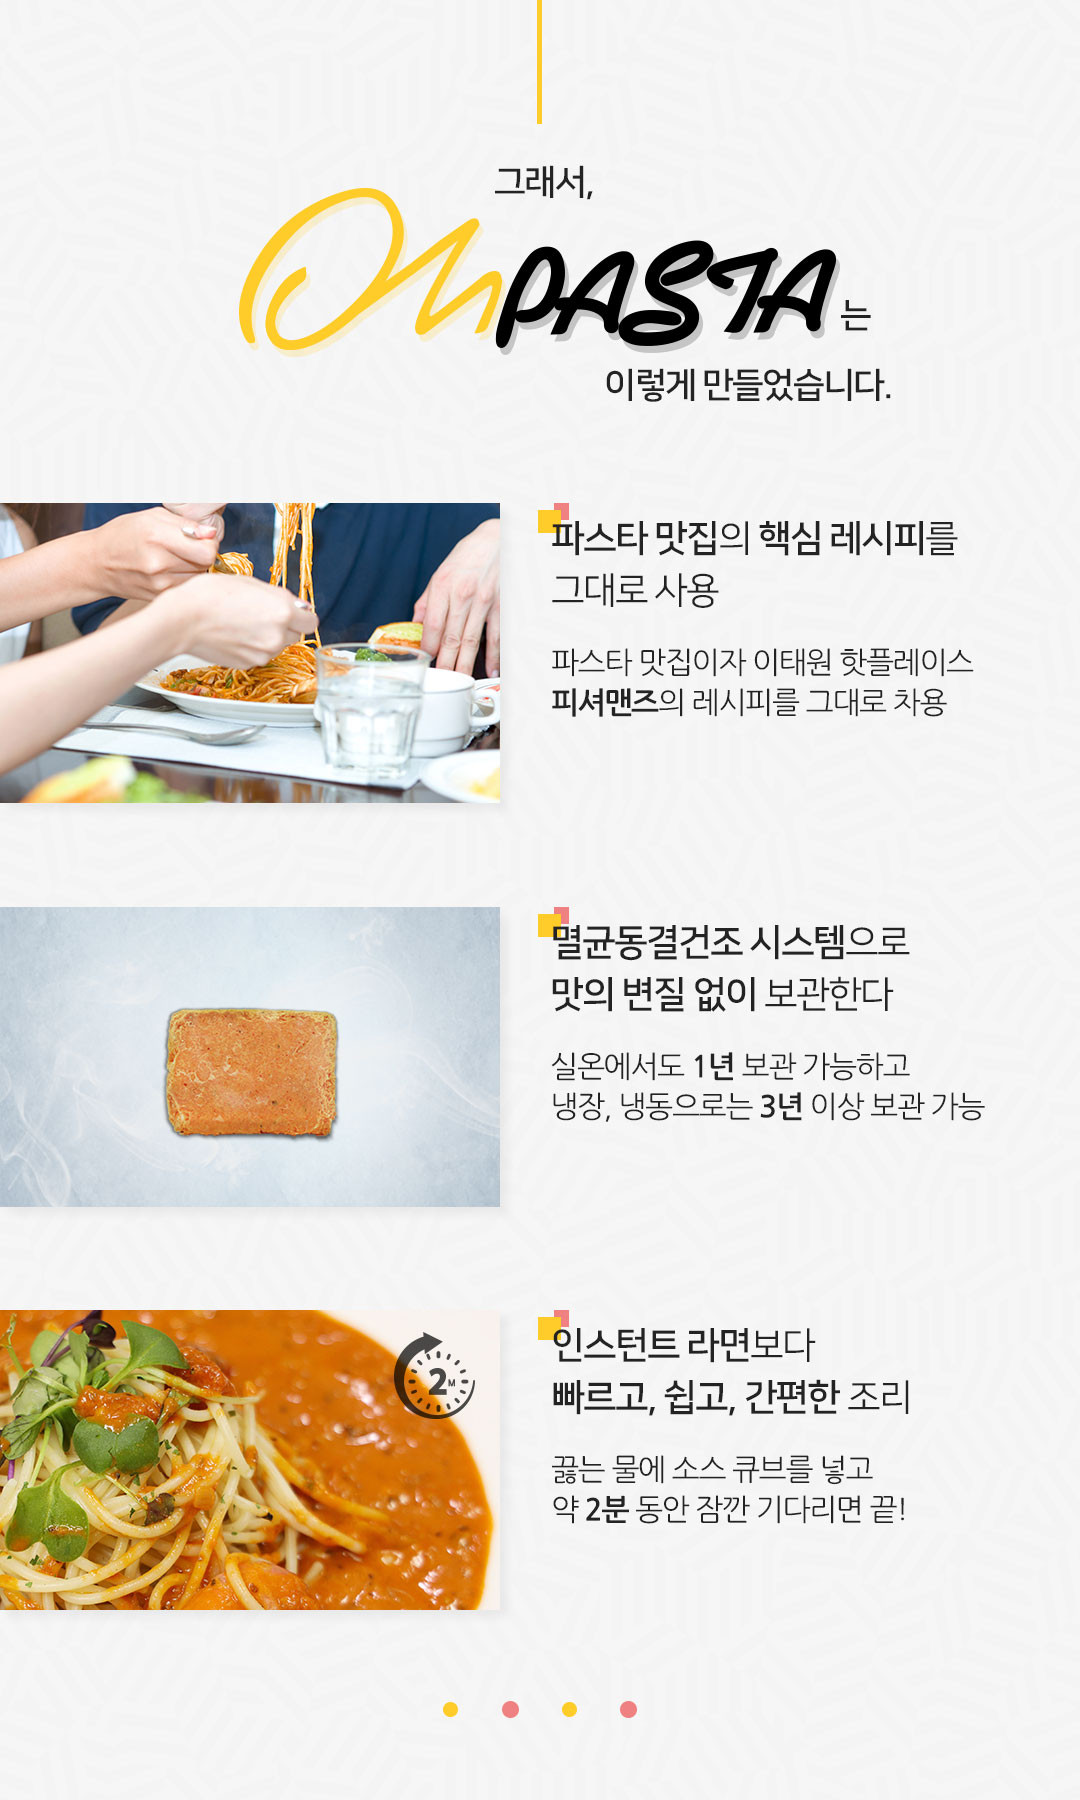 그래서,
Oh PASTA 는
이렇게 만들었습니다.
파스타 맛집의 핵심 레시피를
그대로 사용
파스타 맛집이자 이태원 핫플레이스
피셔맨즈의 레시피를 그대로 차용
멸균동결건조 시스템으로
맛의 변질 없이 보관한다
실온에서도 1년 보관 가능하고
냉장, 냉동으로는 3년 이상 보관 가능
2M
인스턴트 라면보다
빠르고, 쉽고, 간편한 조리
끓는 물에 소스 큐브를 넣고
약 2분 동안 잠깐 기다리면 끝!